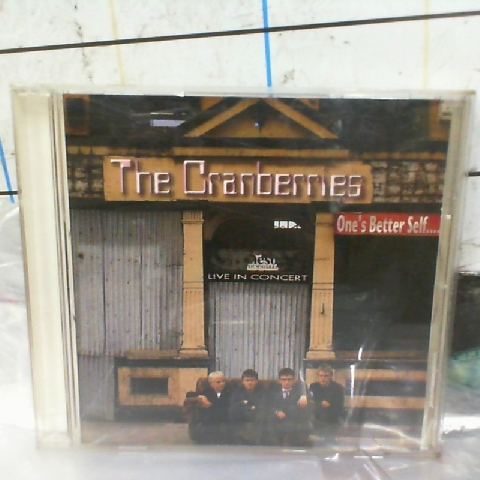 The Cranberries
One's Better Self....
LIVE IN CONCERT